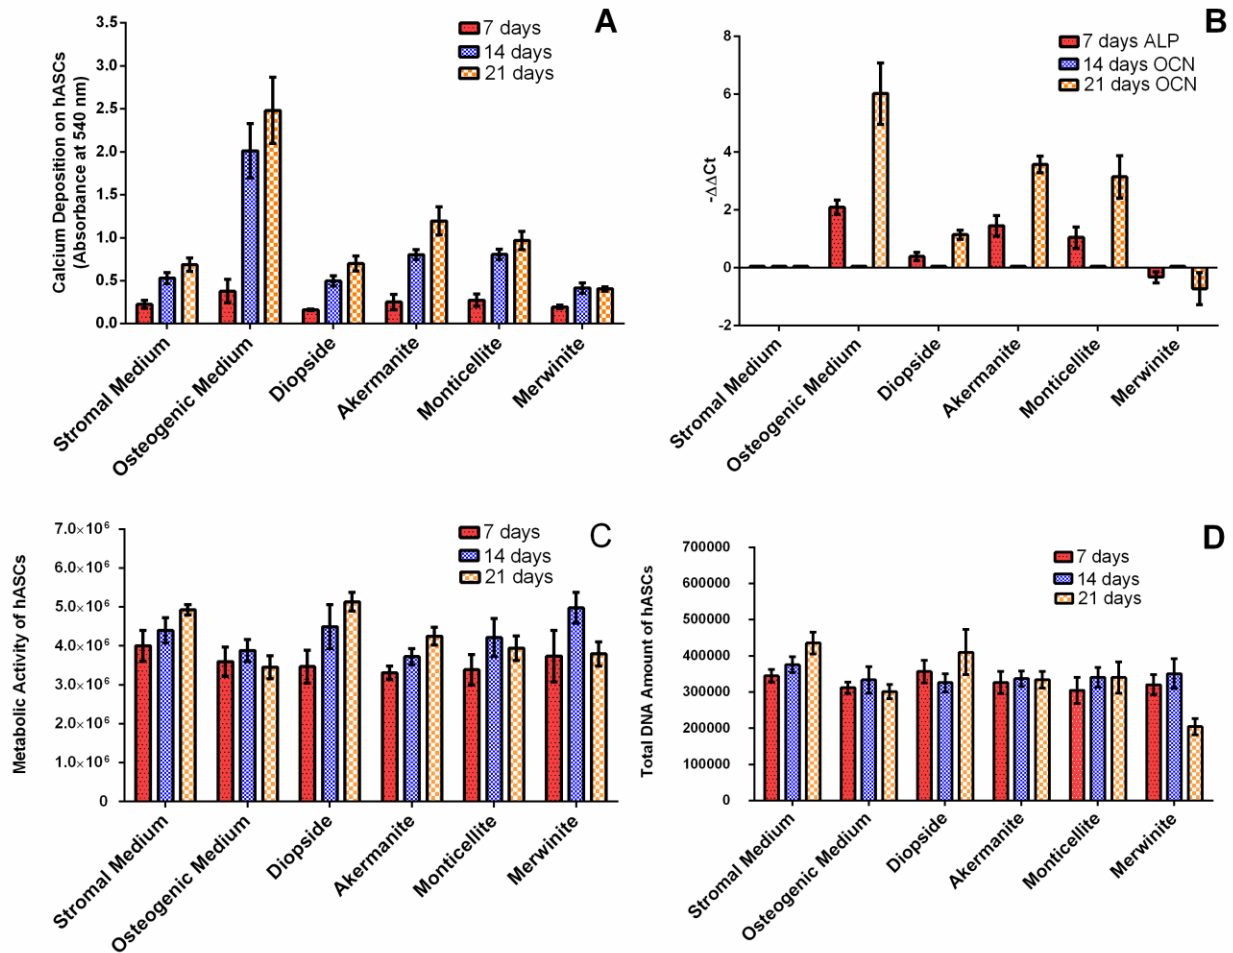 A
7 days
14 days
21 days
Calcium Deposition on hASCs
(Absorbance at 540 nm)
3.5
3.0
2.5
2.0
1.5
1.0
0.5
0.0
Stromal Medium
Osteogenic Medium
Diopside
Akermanite
Monticellite
Merwinite
B
7 days ALP
14 days OCN
21 days OCN
-ΔΔCt
8
6
4
2
0
-2
Stromal Medium
Osteogenic Medium
Diopside
Akermanite
Monticellite
Merwinite
C
7 days
14 days
21 days
Metabolic Activity of hASCs
7.0×10⁶
6.0×10⁶
5.0×10⁶
4.0×10⁶
3.0×10⁶
2.0×10⁶
1.0×10⁶
0
Stromal Medium
Osteogenic Medium
Diopside
Akermanite
Monticellite
Merwinite
D
7 days
14 days
21 days
Total DNA Amount of hASCs
700000
600000
500000
400000
300000
200000
100000
0
Stromal Medium
Osteogenic Medium
Diopside
Akermanite
Monticellite
Merwinite